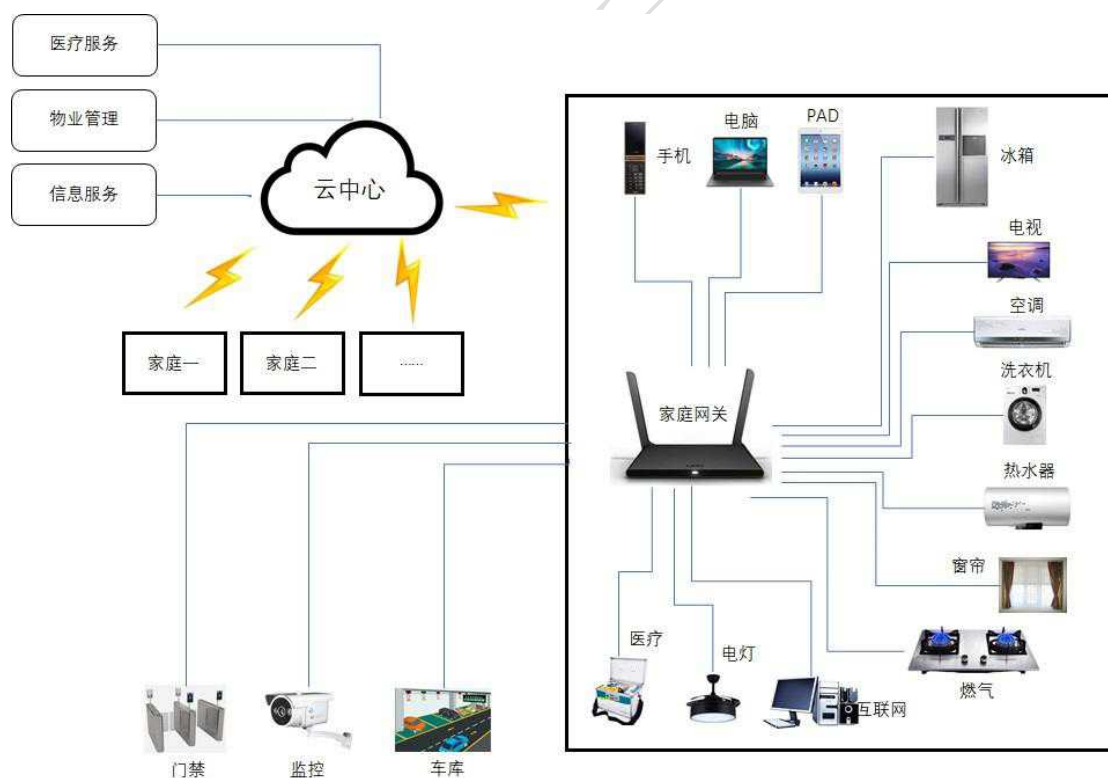 医疗服务
物业管理
信息服务
云中心
家庭一
家庭二
……
手机
电脑
PAD
冰箱
电视
空调
洗衣机
热水器
窗帘
燃气
家庭网关
医疗
电灯
互联网
门禁
监控
车库